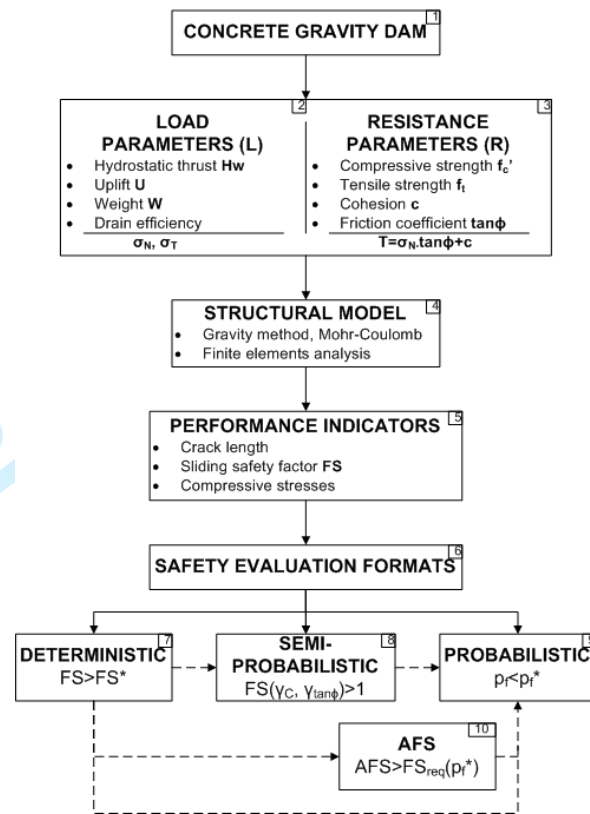 1
CONCRETE GRAVITY DAM
2
LOAD
PARAMETERS (L)
• Hydrostatic thrust Hw
• Uplift U
• Weight W
• Drain efficiency
σN, σT
3
RESISTANCE
PARAMETERS (R)
• Compressive strength fc'
• Tensile strength ft
• Cohesion c
• Friction coefficient tanϕ
T=σN.tanϕ+c
4
STRUCTURAL MODEL
• Gravity method, Mohr-Coulomb
• Finite elements analysis
5
PERFORMANCE INDICATORS
• Crack length
• Sliding safety factor FS
• Compressive stresses
6
SAFETY EVALUATION FORMATS
7
DETERMINISTIC
FS>FS*
8
SEMI-
PROBABILISTIC
FS(γC, γtanϕ)>1
9
PROBABILISTIC
pf<pf*
10
AFS
AFS>FSreq(pf*)